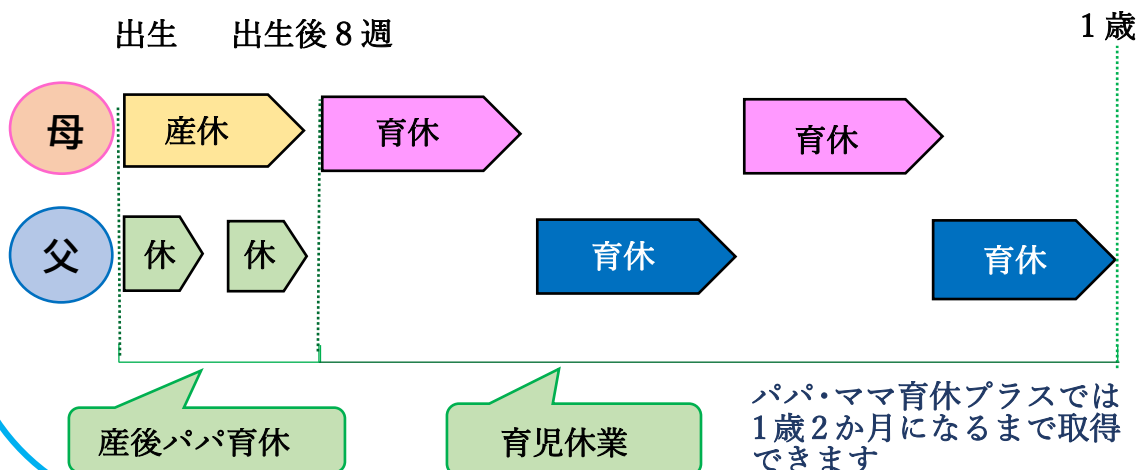 出生 出生後8週 1歳
母 産休 育休 育休
父 休 休 育休 育休
産後パパ育休 育児休業
パパ・ママ育休プラスでは
1歳2か月になるまで取得
できます